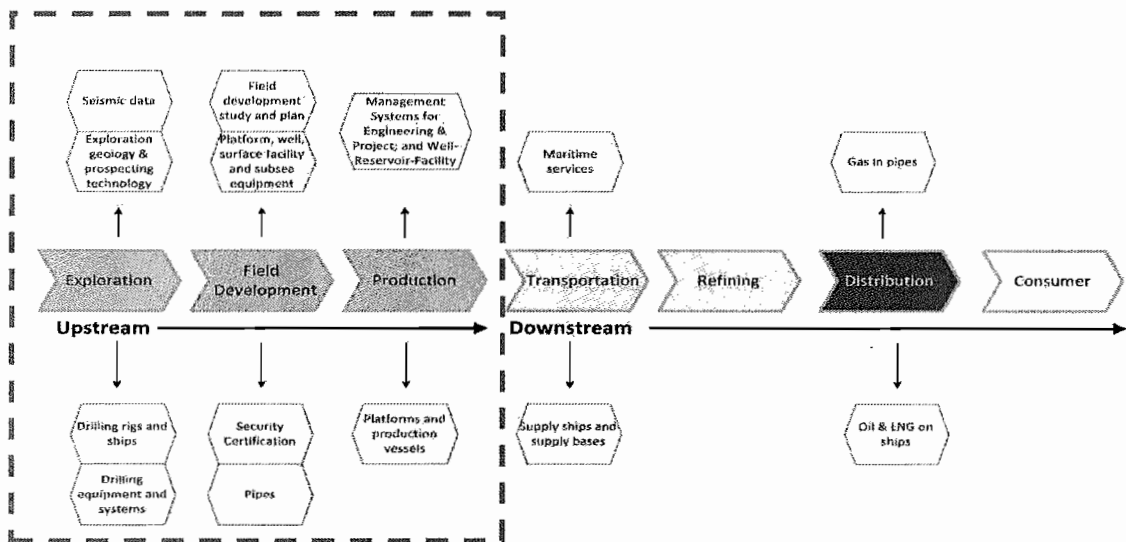 Seismic data
Exploration
geology &
prospecting
technology
Field
development
study and plan
Platform, well,
surface facility
and subsea
equipment
Management
Systems for
Engineering &
Project; and Well-
Reservoir-Facility
Maritime
services
Gas in pipes
Exploration
Field
Development
Production
Transportation
Refining
Distribution
Consumer
Upstream
Downstream
Drilling rigs and
ships
Drilling
equipment and
systems
Security
Certification
Pipes
Platforms and
production
vessels
Supply ships and
supply bases
Oil & LNG on
ships